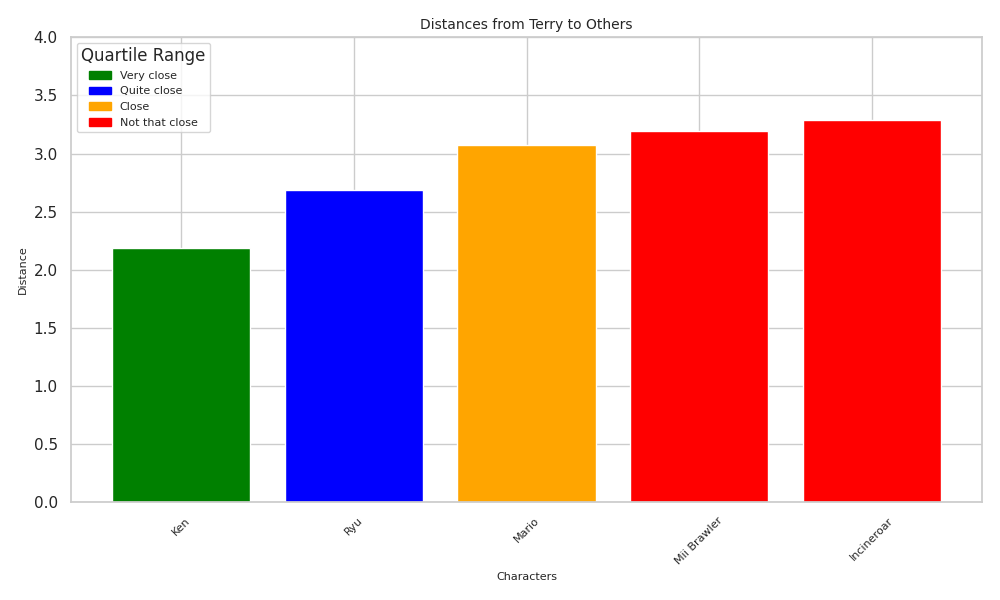 Distances from Terry to Others
4.0
3.5
3.0
2.5
2.0
1.5
1.0
0.5
0.0
Distance
Quartile Range
Very close
Quite close
Close
Not that close
Ken
Ryu
Mario
Mii Brawler
Incineroar
Characters